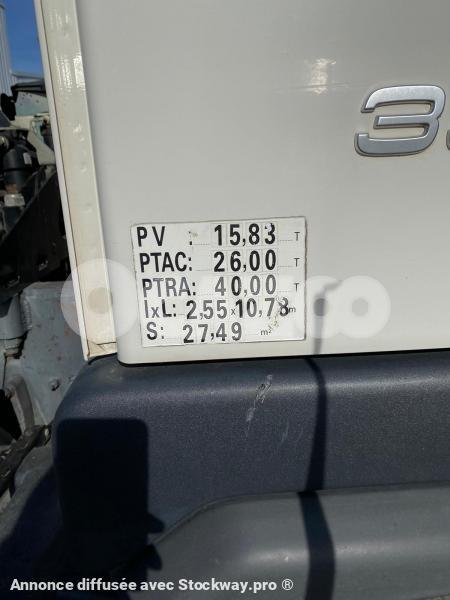 3
PV : 15,83 T
PTAC: 26,00 T
PTRA: 40,00 T
lxL: 2,55x10,78m
S: 27,49 m²
Annonce diffusée avec Stockway.pro ®